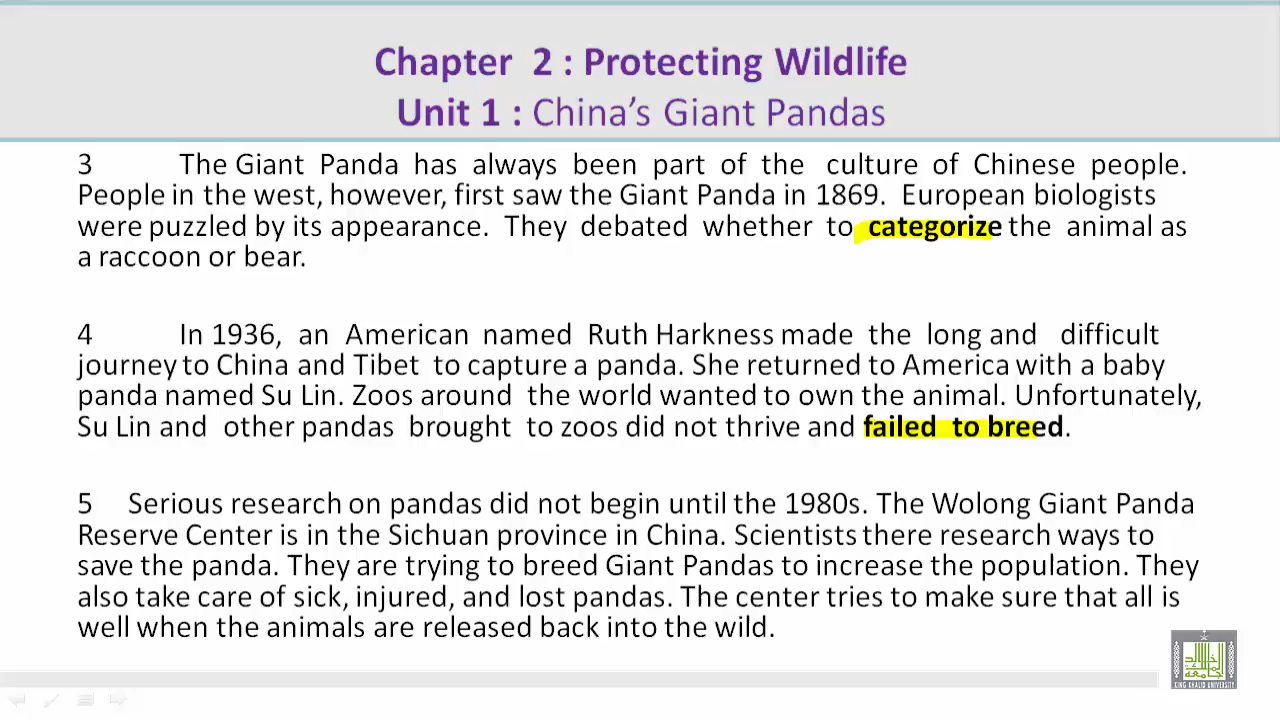 Chapter 2 : Protecting Wildlife
Unit 1 : China's Giant Pandas
3 The Giant Panda has always been part of the culture of Chinese people.
People in the west, however, first saw the Giant Panda in 1869. European biologists
were puzzled by its appearance. They debated whether to categorize the animal as
a raccoon or bear.
4 In 1936, an American named Ruth Harkness made the long and difficult
journey to China and Tibet to capture a panda. She returned to America with a baby
panda named Su Lin. Zoos around the world wanted to own the animal. Unfortunately,
Su Lin and other pandas brought to zoos did not thrive and failed to breed.
5 Serious research on pandas did not begin until the 1980s. The Wolong Giant Panda
Reserve Center is in the Sichuan province in China. Scientists there research ways to
save the panda. They are trying to breed Giant Pandas to increase the population. They
also take care of sick, injured, and lost pandas. The center tries to make sure that all is
well when the animals are released back into the wild.
KING KHALID UNIVERSITY